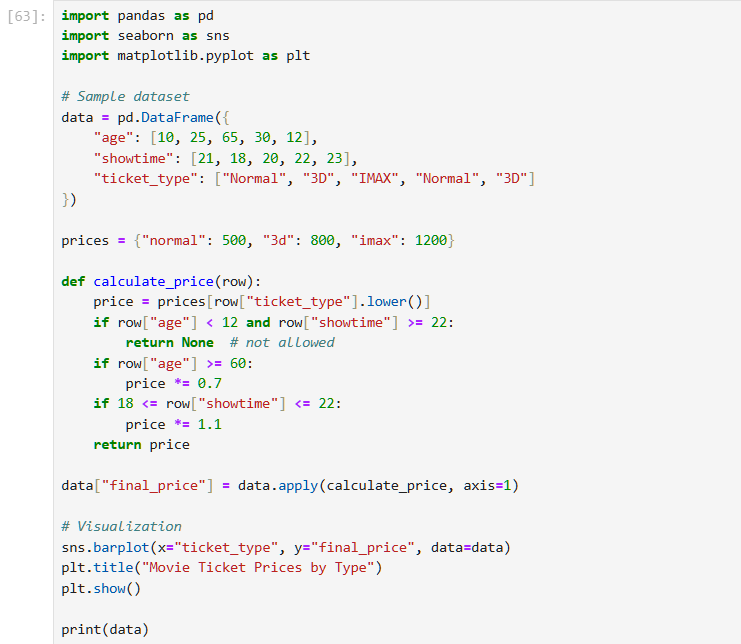 [63]:
import pandas as pd
import seaborn as sns
import matplotlib.pyplot as plt

# Sample dataset
data = pd.DataFrame({
    "age": [10, 25, 65, 30, 12],
    "showtime": [21, 18, 20, 22, 23],
    "ticket_type": ["Normal", "3D", "IMAX", "Normal", "3D"]
})

prices = {"normal": 500, "3d": 800, "imax": 1200}

def calculate_price(row):
    price = prices[row["ticket_type"].lower()]
    if row["age"] < 12 and row["showtime"] >= 22:
        return None  # not allowed
    if row["age"] >= 60:
        price *= 0.7
    if 18 <= row["showtime"] <= 22:
        price *= 1.1
    return price

data["final_price"] = data.apply(calculate_price, axis=1)

# Visualization
sns.barplot(x="ticket_type", y="final_price", data=data)
plt.title("Movie Ticket Prices by Type")
plt.show()

print(data)